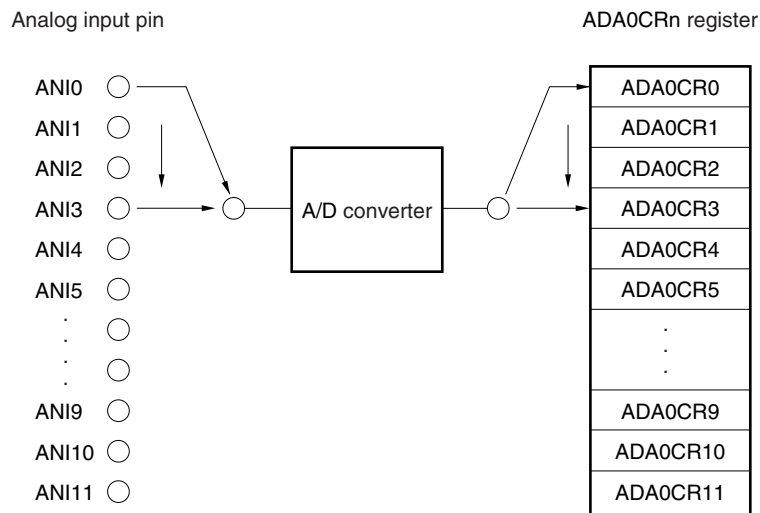 Analog input pin
ADA0CRn register
ANI0
ADA0CR0
ANI1
ADA0CR1
ANI2
ADA0CR2
ANI3
A/D converter
ADA0CR3
ANI4
ADA0CR4
ANI5
ADA0CR5
.
.
.
.
.
.
.
ANI9
ADA0CR9
ANI10
ADA0CR10
ANI11
ADA0CR11